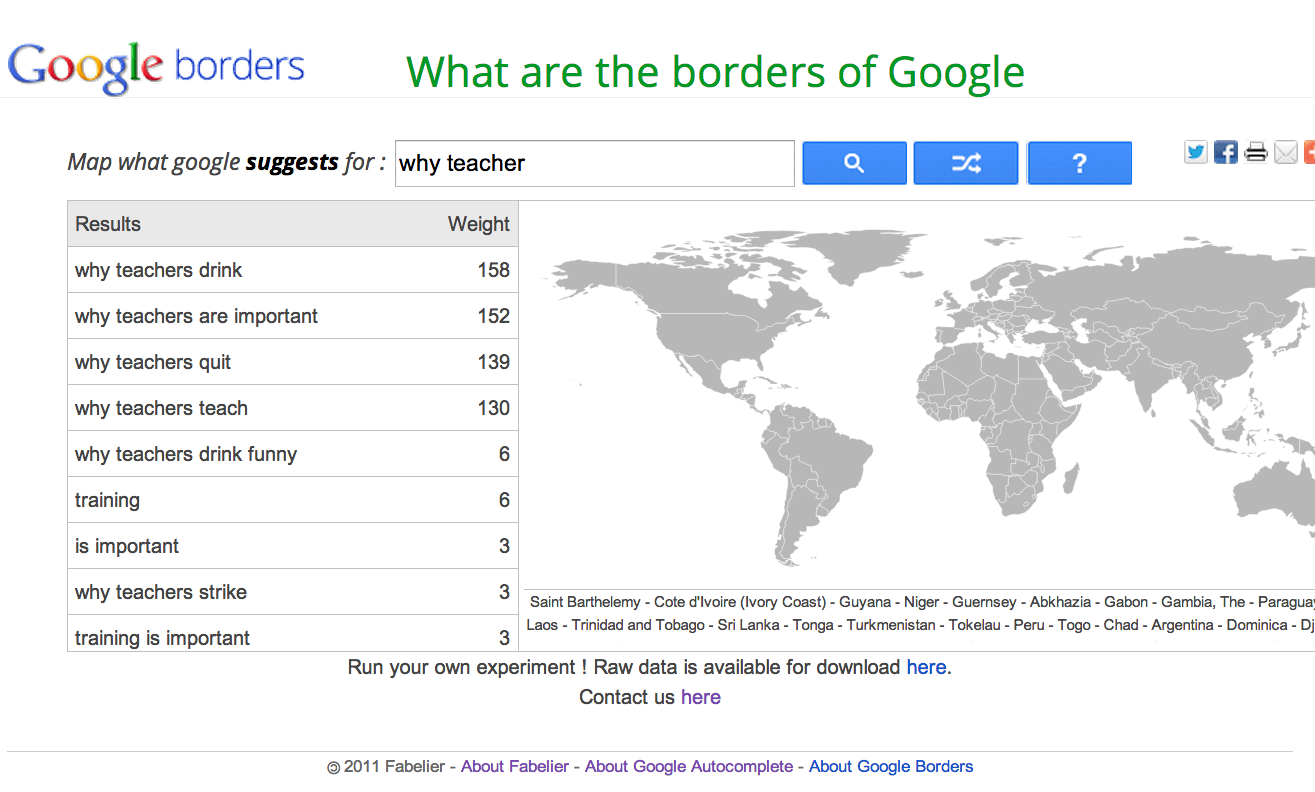 Google borders
What are the borders of Google
Map what google suggests for :
why teacher
?
Results Weight
why teachers drink 158
why teachers are important 152
why teachers quit 139
why teachers teach 130
why teachers drink funny 6
training 6
is important 3
why teachers strike 3
training is important 3
Saint Barthelemy - Cote d'Ivoire (Ivory Coast) - Guyana - Niger - Guernsey - Abkhazia - Gabon - Gambia, The - Paraguay
Laos - Trinidad and Tobago - Sri Lanka - Tonga - Turkmenistan - Tokelau - Peru - Togo - Chad - Argentina - Dominica - Dj
Run your own experiment ! Raw data is available for download here.
Contact us here
🄯 2011 Fabelier - About Fabelier - About Google Autocomplete - About Google Borders